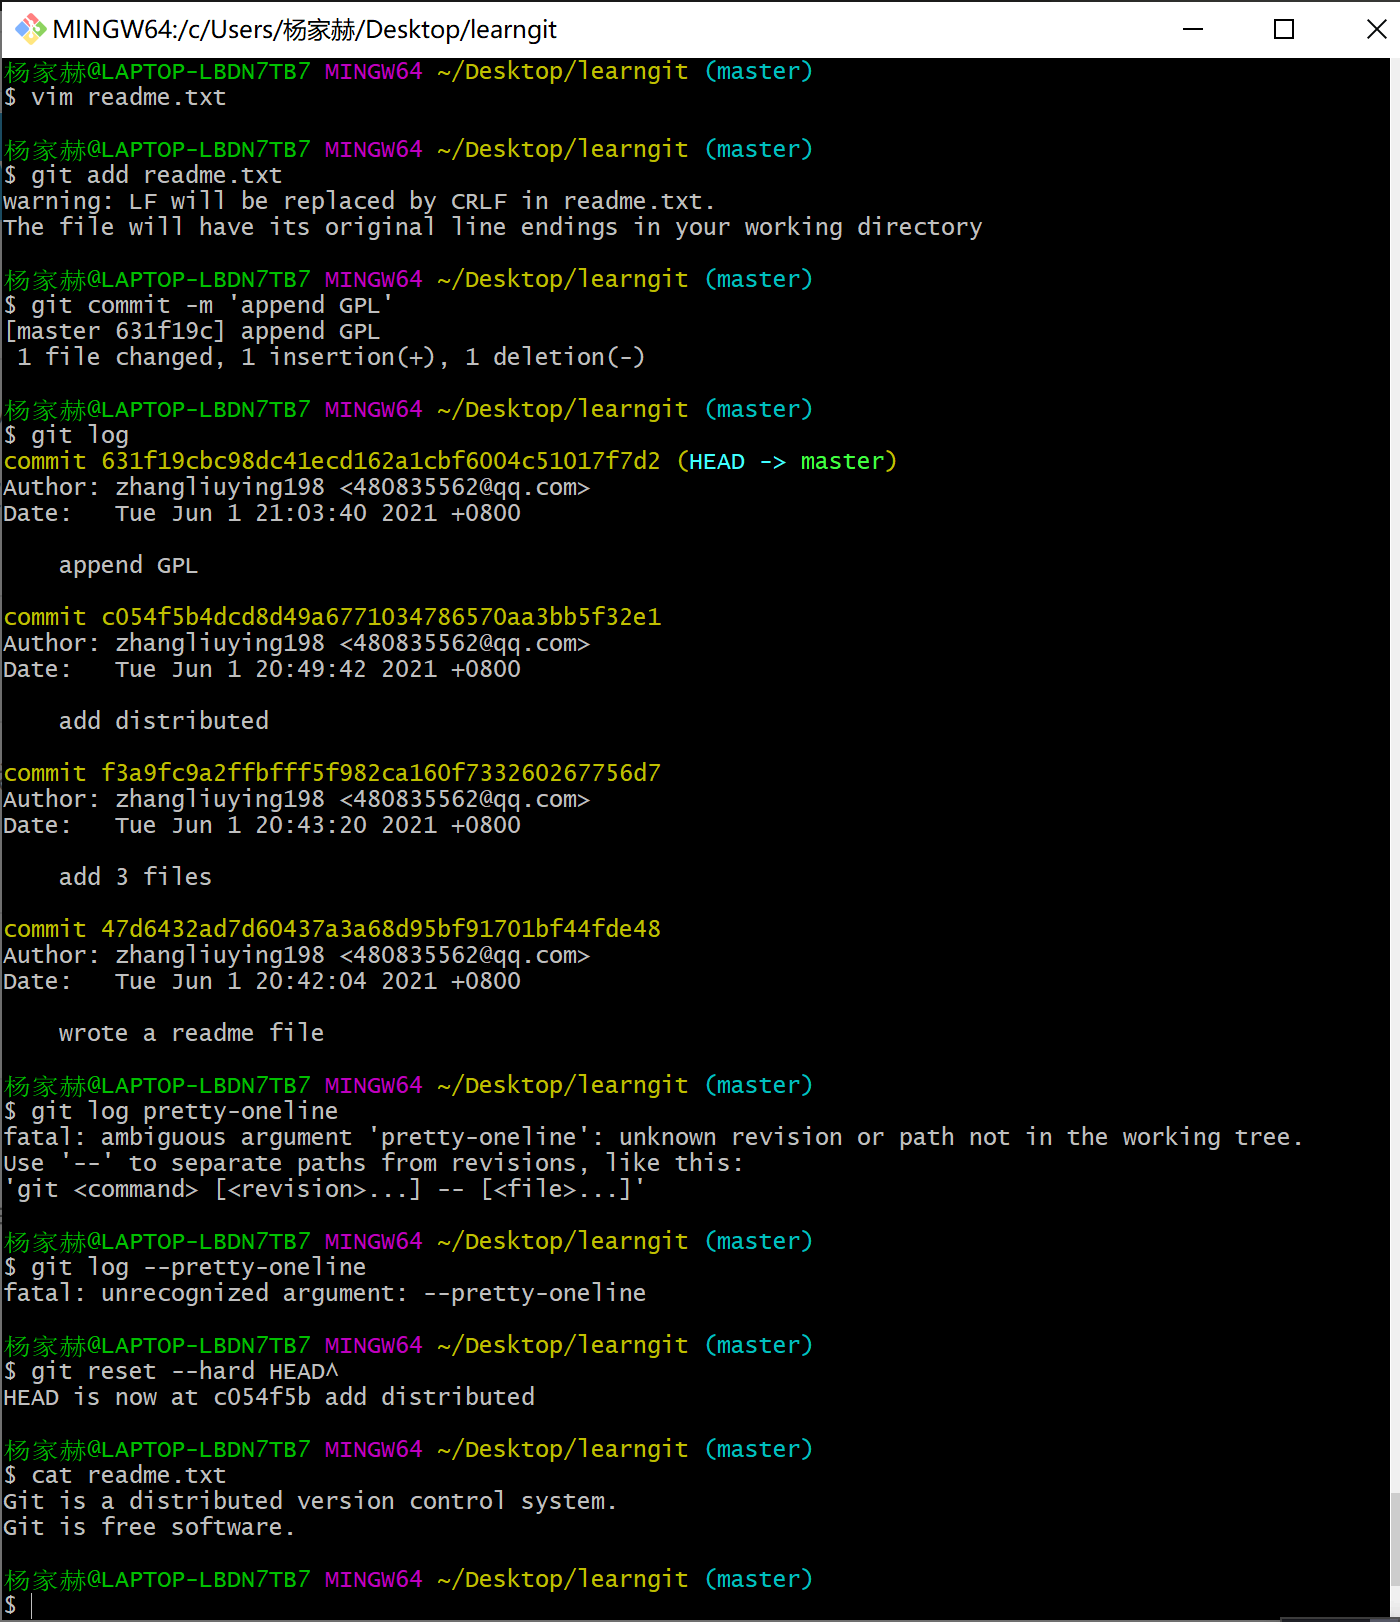 MINGW64:/c/Users/杨家赫/Desktop/learngit
杨家赫@LAPTOP-LBDN7TB7 MINGW64 ~/Desktop/learngit (master)
$ vim readme.txt
杨家赫@LAPTOP-LBDN7TB7 MINGW64 ~/Desktop/learngit (master)
$ git add readme.txt
warning: LF will be replaced by CRLF in readme.txt.
The file will have its original line endings in your working directory
杨家赫@LAPTOP-LBDN7TB7 MINGW64 ~/Desktop/learngit (master)
$ git commit -m 'append GPL'
[master 631f19c] append GPL
 1 file changed, 1 insertion(+), 1 deletion(-)
杨家赫@LAPTOP-LBDN7TB7 MINGW64 ~/Desktop/learngit (master)
$ git log
commit 631f19cbc98dc41ecd162a1cbf6004c51017f7d2 (HEAD -> master)
Author: zhangliuying198 <480835562@qq.com>
Date:   Tue Jun 1 21:03:40 2021 +0800
    append GPL
commit c054f5b4dcd8d49a6771034786570aa3bb5f32e1
Author: zhangliuying198 <480835562@qq.com>
Date:   Tue Jun 1 20:49:42 2021 +0800
    add distributed
commit f3a9fc9a2ffbfff5f982ca160f733260267756d7
Author: zhangliuying198 <480835562@qq.com>
Date:   Tue Jun 1 20:43:20 2021 +0800
    add 3 files
commit 47d6432ad7d60437a3a68d95bf91701bf44fde48
Author: zhangliuying198 <480835562@qq.com>
Date:   Tue Jun 1 20:42:04 2021 +0800
    wrote a readme file
杨家赫@LAPTOP-LBDN7TB7 MINGW64 ~/Desktop/learngit (master)
$ git log pretty-oneline
fatal: ambiguous argument 'pretty-oneline': unknown revision or path not in the working tree.
Use '--' to separate paths from revisions, like this:
'git <command> [<revision>...] -- [<file>...]'
杨家赫@LAPTOP-LBDN7TB7 MINGW64 ~/Desktop/learngit (master)
$ git log --pretty-oneline
fatal: unrecognized argument: --pretty-oneline
杨家赫@LAPTOP-LBDN7TB7 MINGW64 ~/Desktop/learngit (master)
$ git reset --hard HEAD^
HEAD is now at c054f5b add distributed
杨家赫@LAPTOP-LBDN7TB7 MINGW64 ~/Desktop/learngit (master)
$ cat readme.txt
Git is a distributed version control system.
Git is free software.
杨家赫@LAPTOP-LBDN7TB7 MINGW64 ~/Desktop/learngit (master)
$